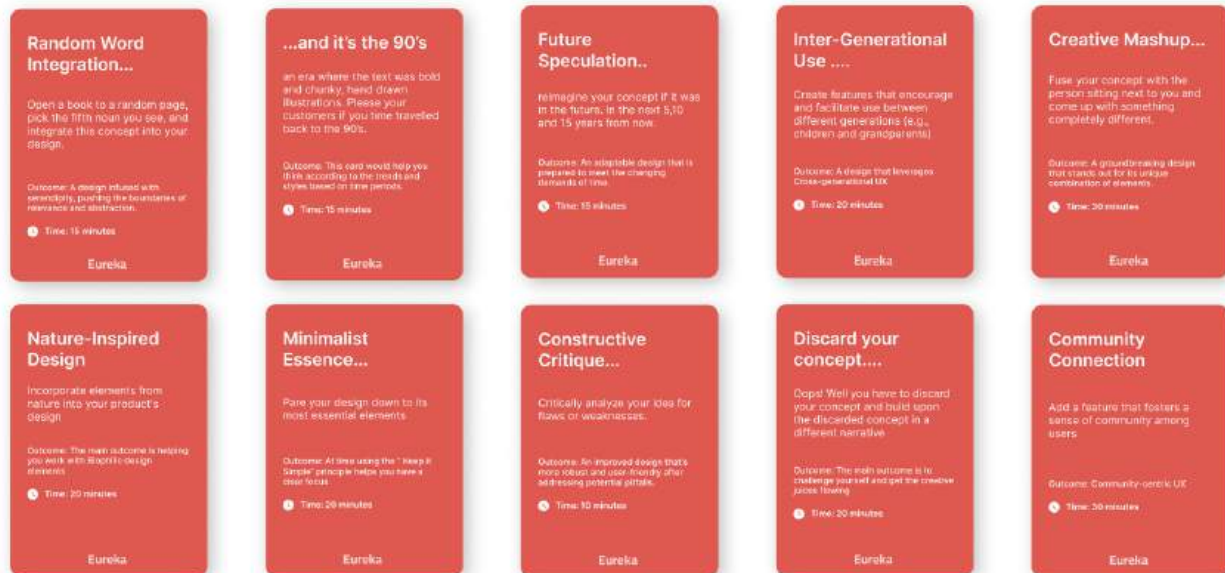 Random Word
Integration...
Open a book to a random page,
pick the fifth noun you see, and
integrate this concept into your
design.
Outcome: A design infused with
serendipity, pushing the boundaries of
relevance and abstraction.
Time: 15 minutes
Eureka
...and it's the 90's
an era where the text was bold
and chunky, hand drawn
illustrations. Please your
customers if you time travelled
back to the 90's.
Outcome: This card would help you
think according to the trends and
styles based on time periods.
Time: 15 minutes
Eureka
Future
Speculation..
reimagine your concept if it was
in the future. In the next 5,10
and 15 years from now.
Outcome: An adaptable design that is
prepared to meet the changing
demands of time.
Time: 15 minutes
Eureka
Inter-Generational
Use ....
Create features that encourage
and facilitate use between
different generations (e.g.,
children and grandparents)
Outcome: A design that leverages
Cross-generational UX
Time: 20 minutes
Eureka
Creative Mashup...
Fuse your concept with the
person sitting next to you and
come up with something
completely different.
Outcome: A groundbreaking design
that stands out for its unique
combination of elements.
Time: 30 minutes
Eureka
Nature-Inspired
Design
Incorporate elements from
nature into your product's
design
Outcome: The main outcome is helping
you work with Biophilic-design
elements
Time: 20 minutes
Eureka
Minimalist
Essence...
Pare your design down to its
most essential elements
Outcome: At time using the " Keep it
Simple" principle helps you have a
clear focus
Time: 20 minutes
Eureka
Constructive
Critique...
Critically analyze your idea for
flaws or weaknesses.
Outcome: An improved design that's
more robust and user-friendly after
addressing potential pitfalls.
Time: 10 minutes
Eureka
Discard your
concept....
Oops! Well you have to discard
your concept and build upon
the discarded concept in a
different narrative
Outcome: The main outcome is to
challenge yourself and get the creative
juices flowing
Time: 20 minutes
Eureka
Community
Connection
Add a feature that fosters a
sense of community among
users
Outcome: Community-centric UX
Time: 30 minutes
Eureka